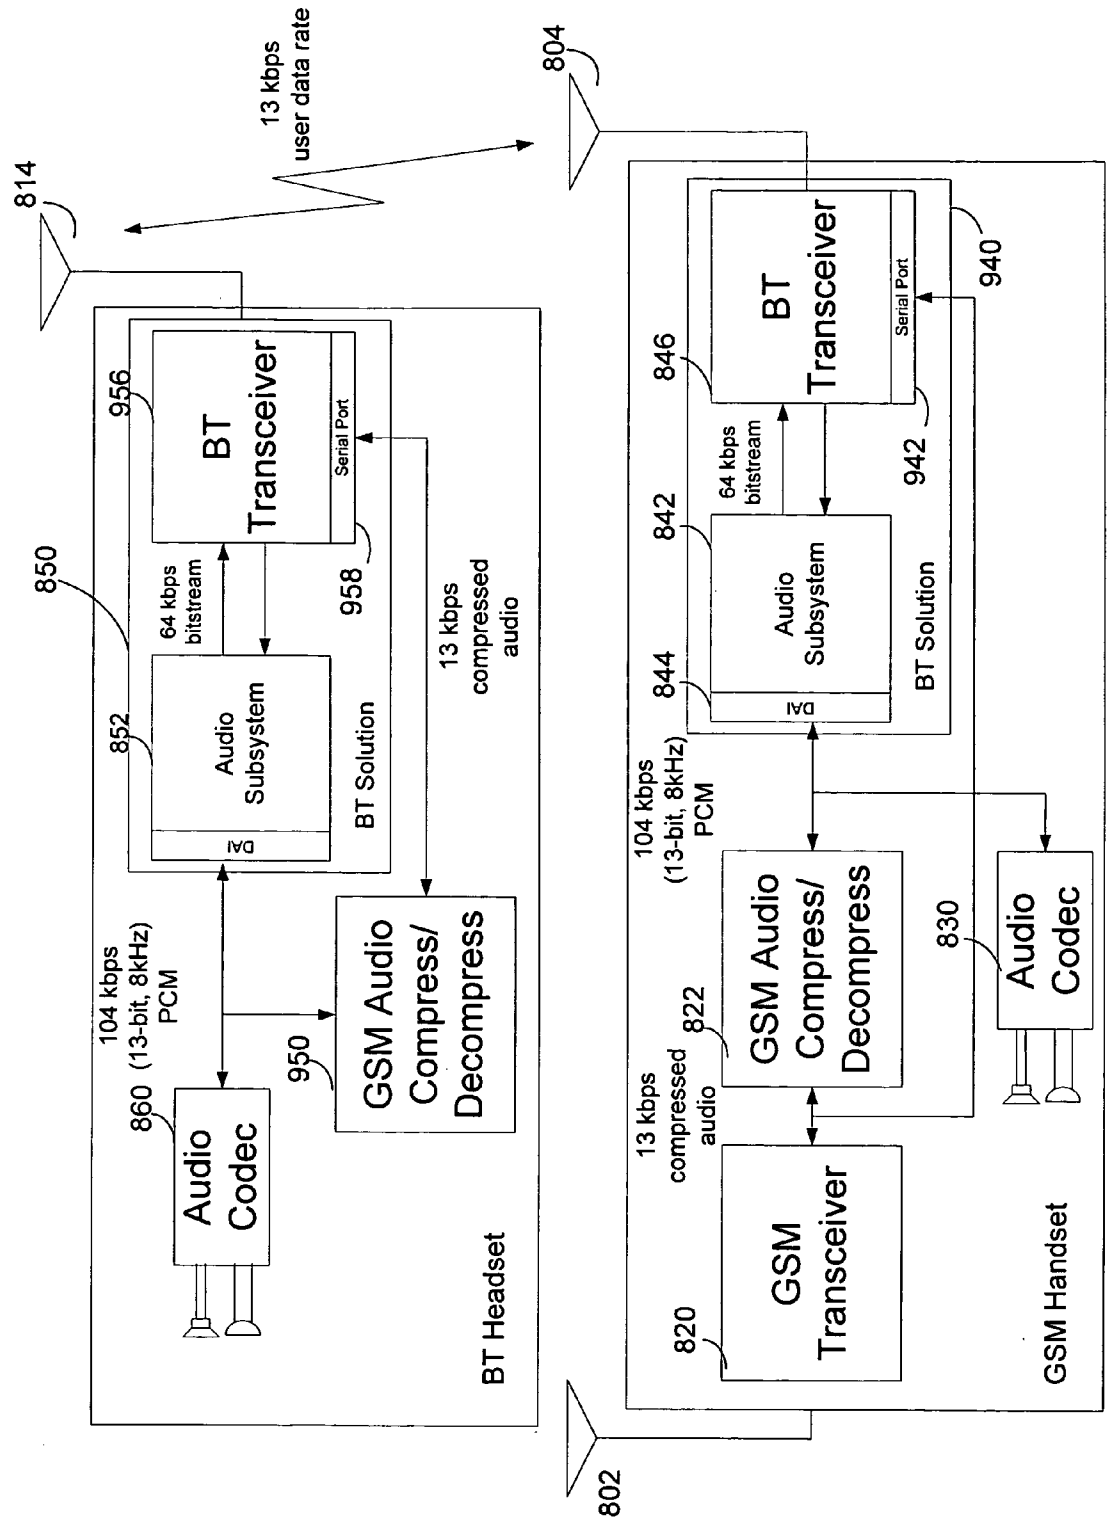 814
13 kbps
user data rate
804
850
956
BT
Transceiver
Serial Port
958
64 kbps
bitstream
852
Audio
Subsystem
DAI
BT Solution
13 kbps
compressed
audio
104 kbps
(13-bit, 8kHz)
PCM
860
Audio
Codec
950
GSM Audio
Compress/
Decompress
BT Headset
846
BT
Transceiver
Serial Port
940
942
64 kbps
bitstream
842
Audio
Subsystem
844
DAI
BT Solution
104 kbps
(13-bit, 8kHz)
PCM
822
GSM Audio
Compress/
Decompress
830
Audio
Codec
13 kbps
compressed
audio
820
GSM
Transceiver
GSM Handset
802